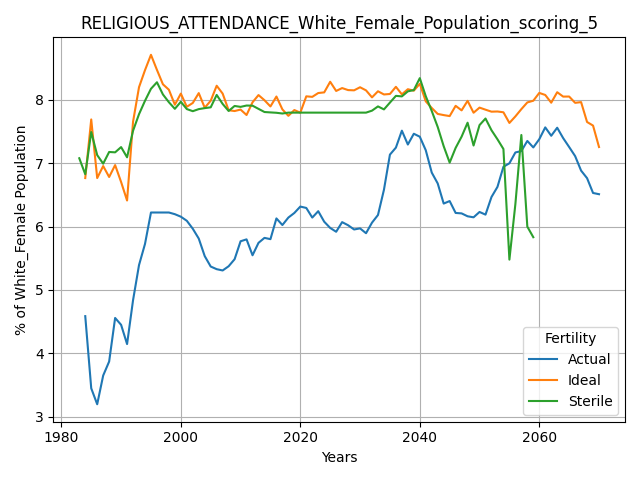 RELIGIOUS_ATTENDANCE_White_Female_Population_scoring_5
% of White_Female Population
8
7
6
5
4
3
1980
2000
2020
2040
2060
Years
Fertility
Actual
Ideal
Sterile